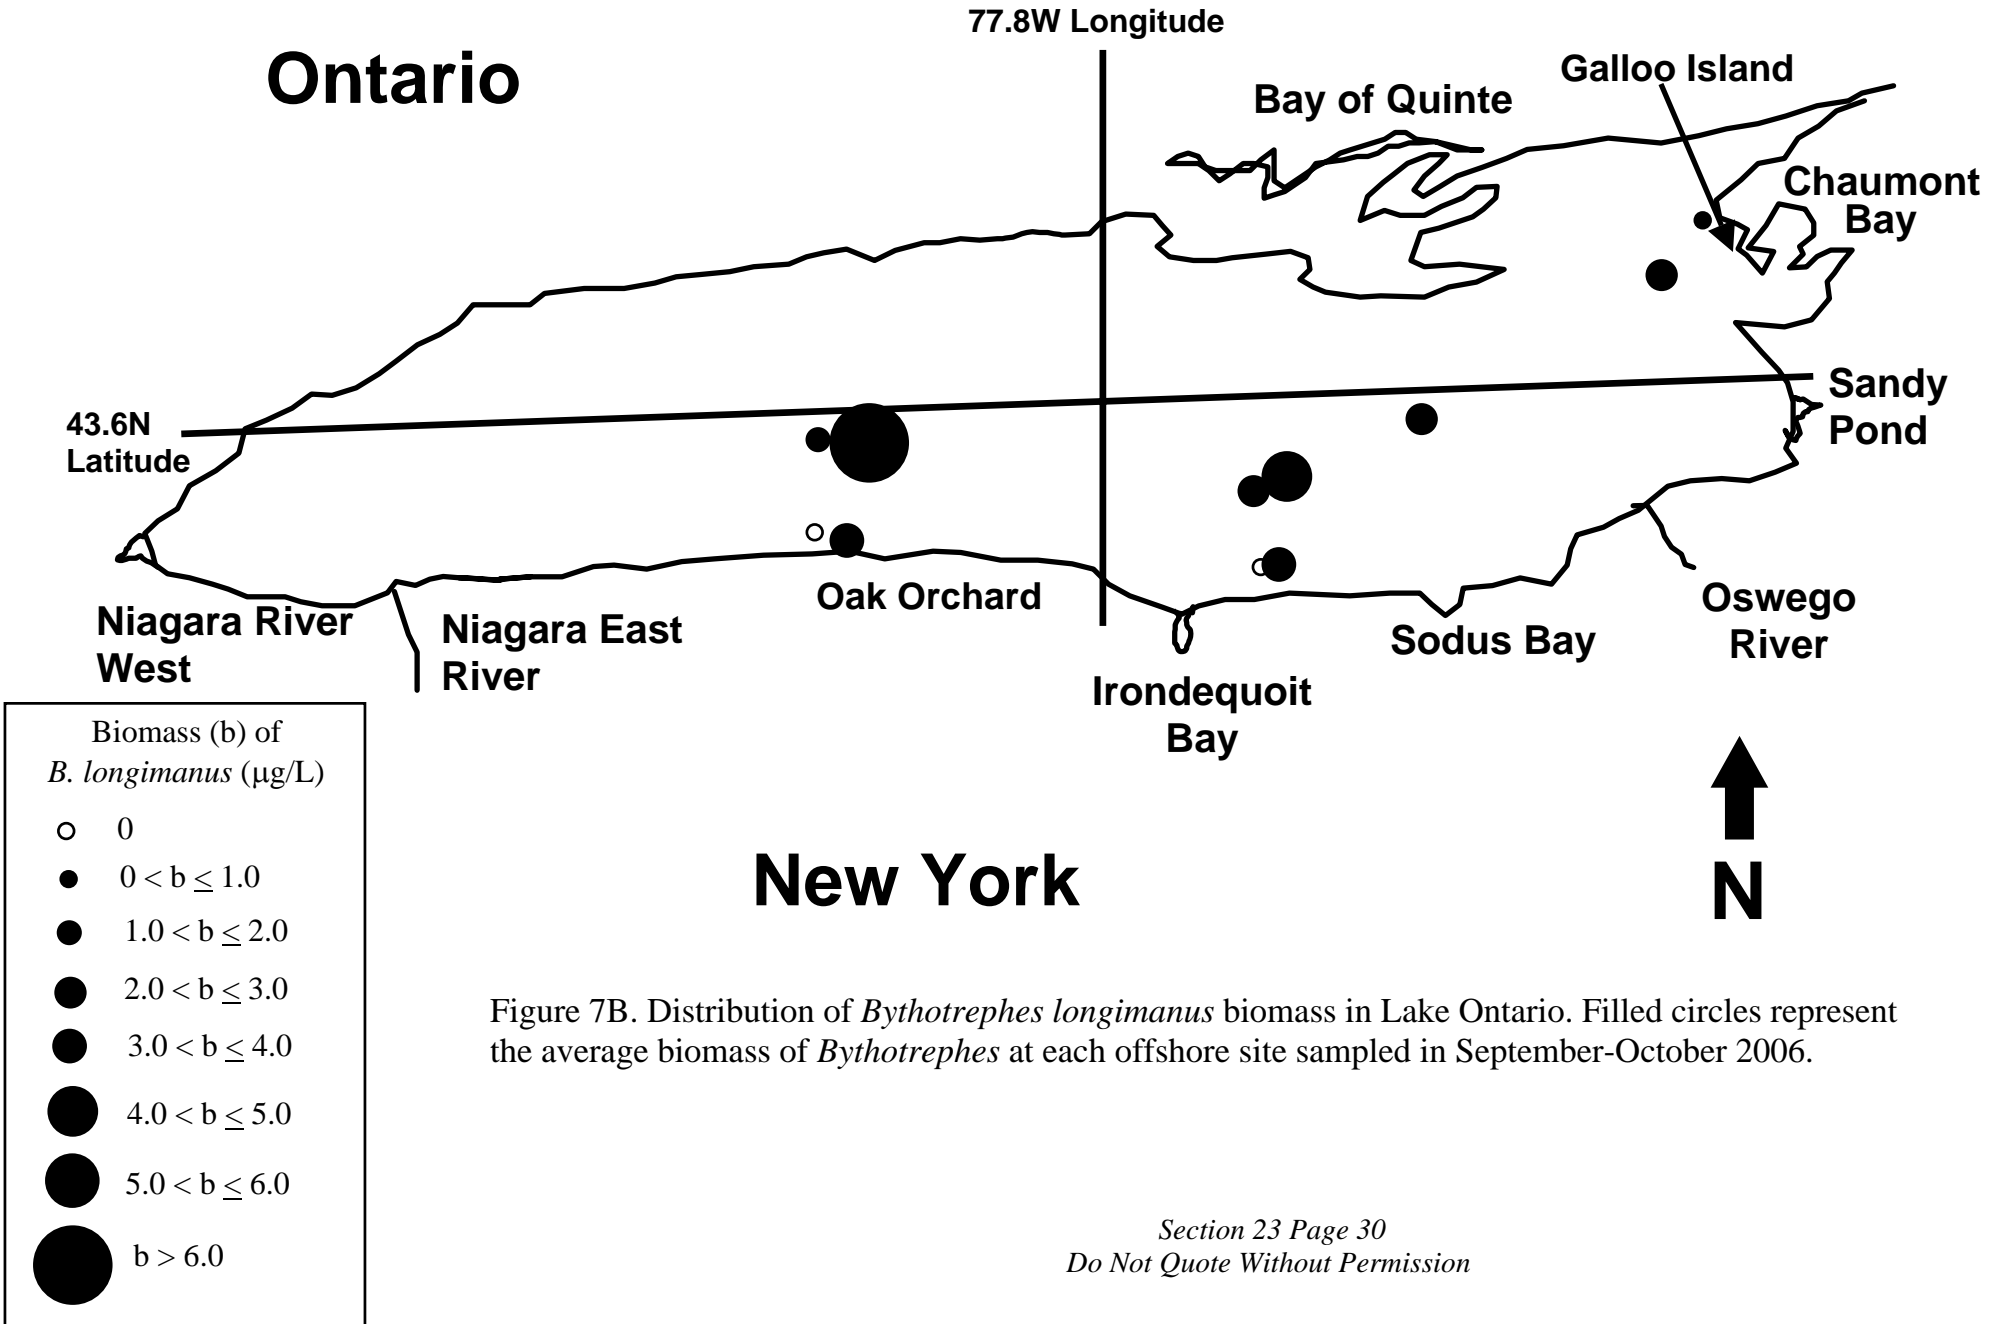 77.8W Longitude
Ontario
Galloo Island
Bay of Quinte
Chaumont
Bay
43.6N
Latitude
Sandy
Pond
Niagara River
West
Niagara East
River
Oak Orchard
Irondequoit
Bay
Sodus Bay
Oswego
River
Biomass (b) of
B. longimanus (μg/L)
0
0 < b ≤ 1.0
1.0 < b ≤ 2.0
2.0 < b ≤ 3.0
3.0 < b ≤ 4.0
4.0 < b ≤ 5.0
5.0 < b ≤ 6.0
b > 6.0
New York
N
Figure 7B. Distribution of Bythotrephes longimanus biomass in Lake Ontario. Filled circles represent
the average biomass of Bythotrephes at each offshore site sampled in September-October 2006.
Section 23 Page 30
Do Not Quote Without Permission